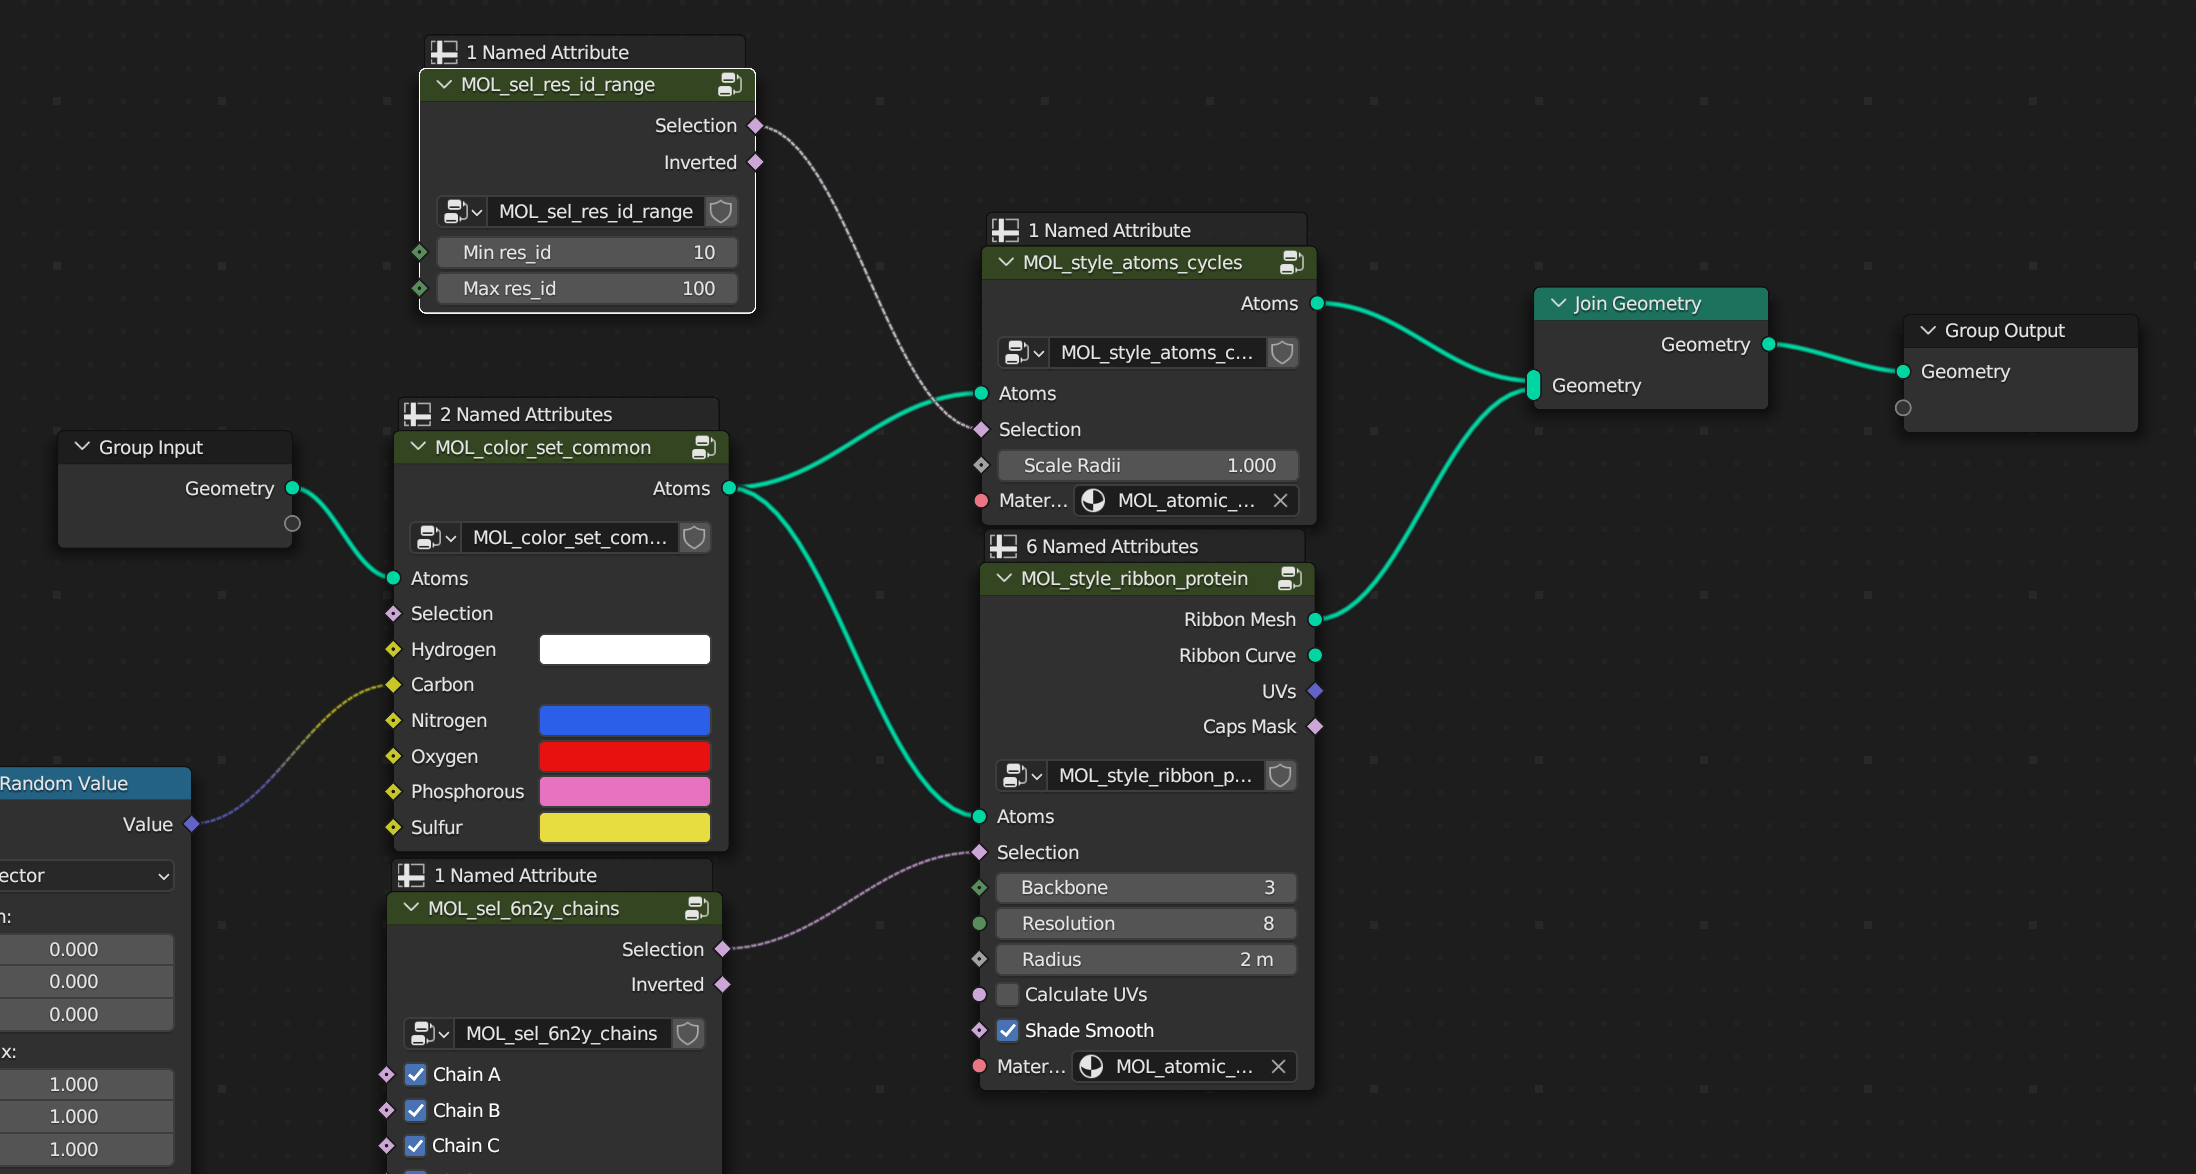 1 Named Attribute
MOL_sel_res_id_range
Selection
Inverted
MOL_sel_res_id_range
Min res_id 10
Max res_id 100
Group Input
Geometry
2 Named Attributes
MOL_color_set_common
Atoms
MOL_color_set_com...
Atoms
Selection
Hydrogen
Carbon
Nitrogen
Oxygen
Phosphorous
Sulfur
Random Value
Value
ector
n:
0.000
0.000
0.000
x:
1.000
1.000
1.000
1 Named Attribute
MOL_sel_6n2y_chains
Selection
Inverted
MOL_sel_6n2y_chains
Chain A
Chain B
Chain C
1 Named Attribute
MOL_style_atoms_cycles
Atoms
MOL_style_atoms_c...
Atoms
Selection
Scale Radii 1.000
Mater... MOL_atomic_...
6 Named Attributes
MOL_style_ribbon_protein
Ribbon Mesh
Ribbon Curve
UVs
Caps Mask
MOL_style_ribbon_p...
Atoms
Selection
Backbone 3
Resolution 8
Radius 2 m
Calculate UVs
Shade Smooth
Mater... MOL_atomic_...
Join Geometry
Geometry
Geometry
Group Output
Geometry